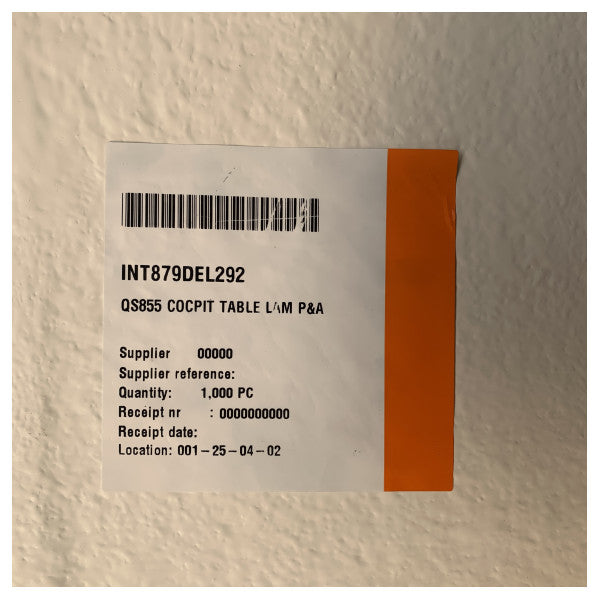 INT879DEL292
QS855 COCPIT TABLE LAM P&A
Supplier 00000
Supplier reference:
Quantity: 1,000 PC
Receipt nr : 0000000000
Receipt date:
Location: 001-25-04-02